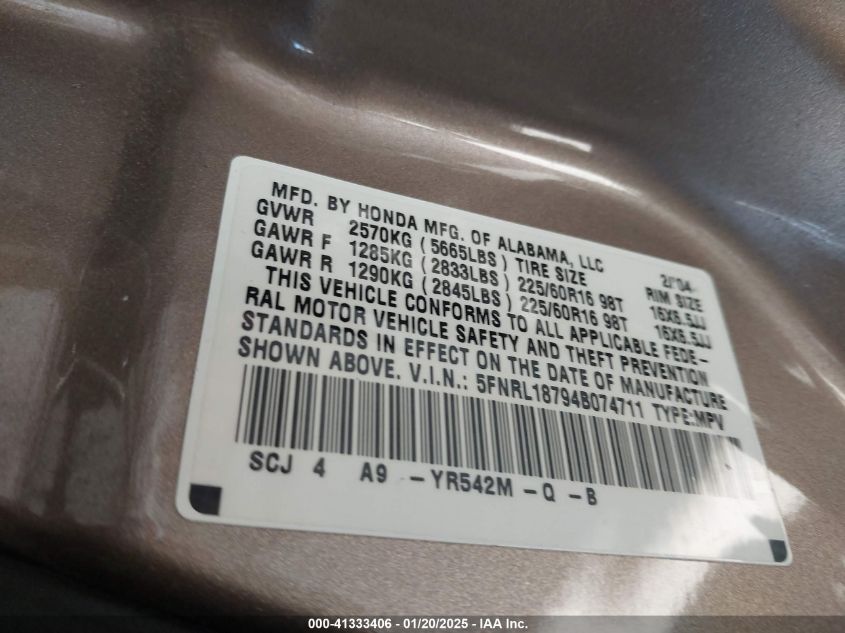 MFD. BY HONDA MFG. OF ALABAMA, LLC 2/'04
GVWR 2570KG ( 5665LBS ) TIRE SIZE RIM SIZE
GAWR F 1285KG ( 2833LBS ) 225/60R16 98T 16X6.5JJ
GAWR R 1290KG ( 2845LBS ) 225/60R16 98T 16X6.5JJ
THIS VEHICLE CONFORMS TO ALL APPLICABLE FEDE-
RAL MOTOR VEHICLE SAFETY AND THEFT PREVENTION
STANDARDS IN EFFECT ON THE DATE OF MANUFACTURE
SHOWN ABOVE. V.I.N.: 5FNRL18794B074711 TYPE:MPV
SCJ 4 A9 -YR542M -Q -B
000-41333406 - 01/20/2025 - IAA Inc.